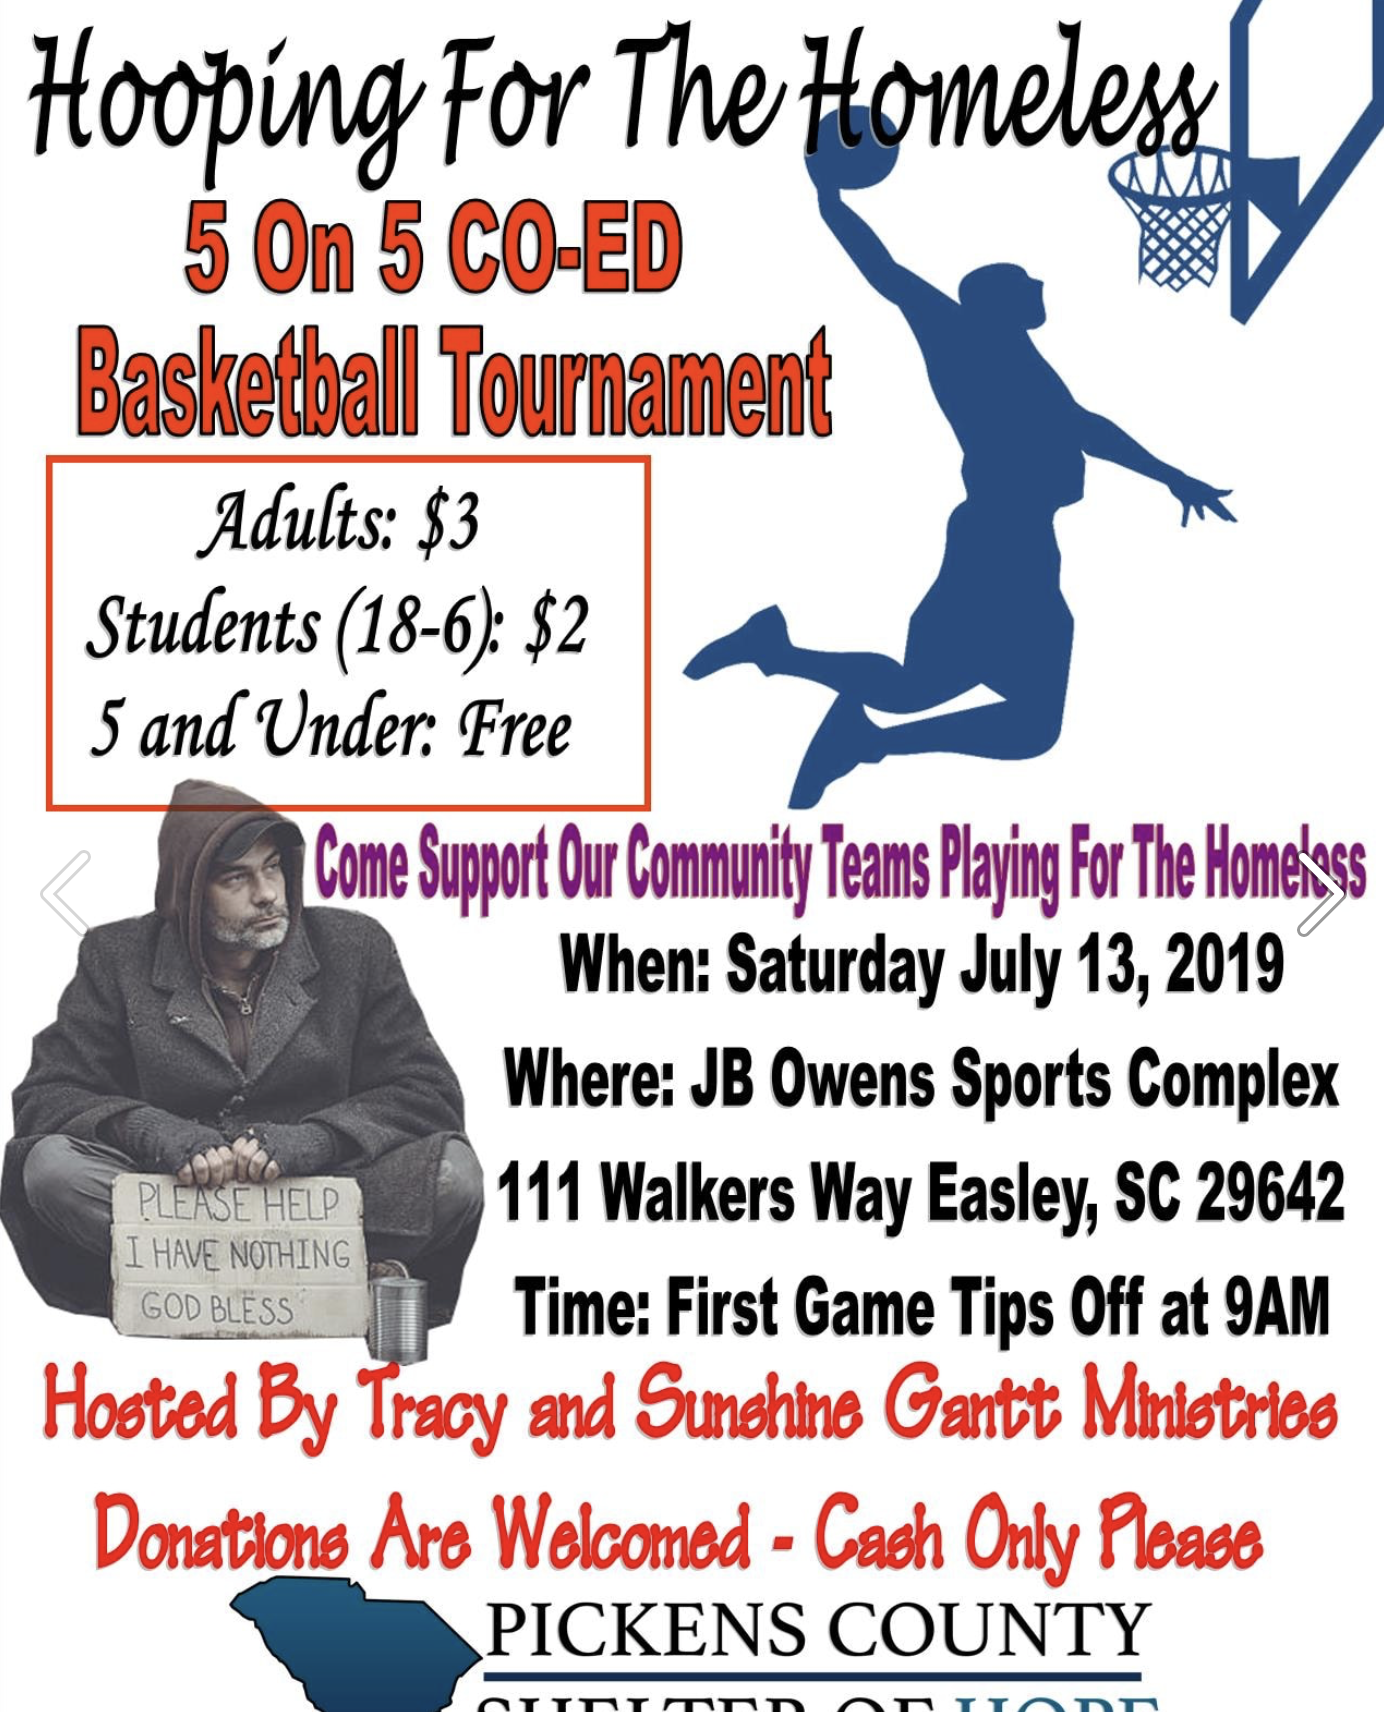 Hooping For The Homeless
5 On 5 CO-ED
Basketball Tournament
Adults: $3
Students (18-6): $2
5 and Under: Free
Come Support Our Community Teams Playing For The Homeless
When: Saturday July 13, 2019
Where: JB Owens Sports Complex
111 Walkers Way Easley, SC 29642
Time: First Game Tips Off at 9AM
PLEASE HELP
I HAVE NOTHING
GOD BLESS
Hosted By Tracy and Sunshine Gantt Ministries
Donations Are Welcomed - Cash Only Please
PICKENS COUNTY
SHELTER OF HOPE